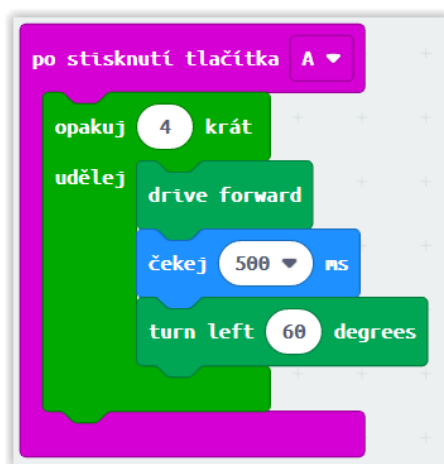 po stisknutí tlačítka A
opakuj 4 krát
udělej
drive forward
čekej 500 ms
turn left 60 degrees